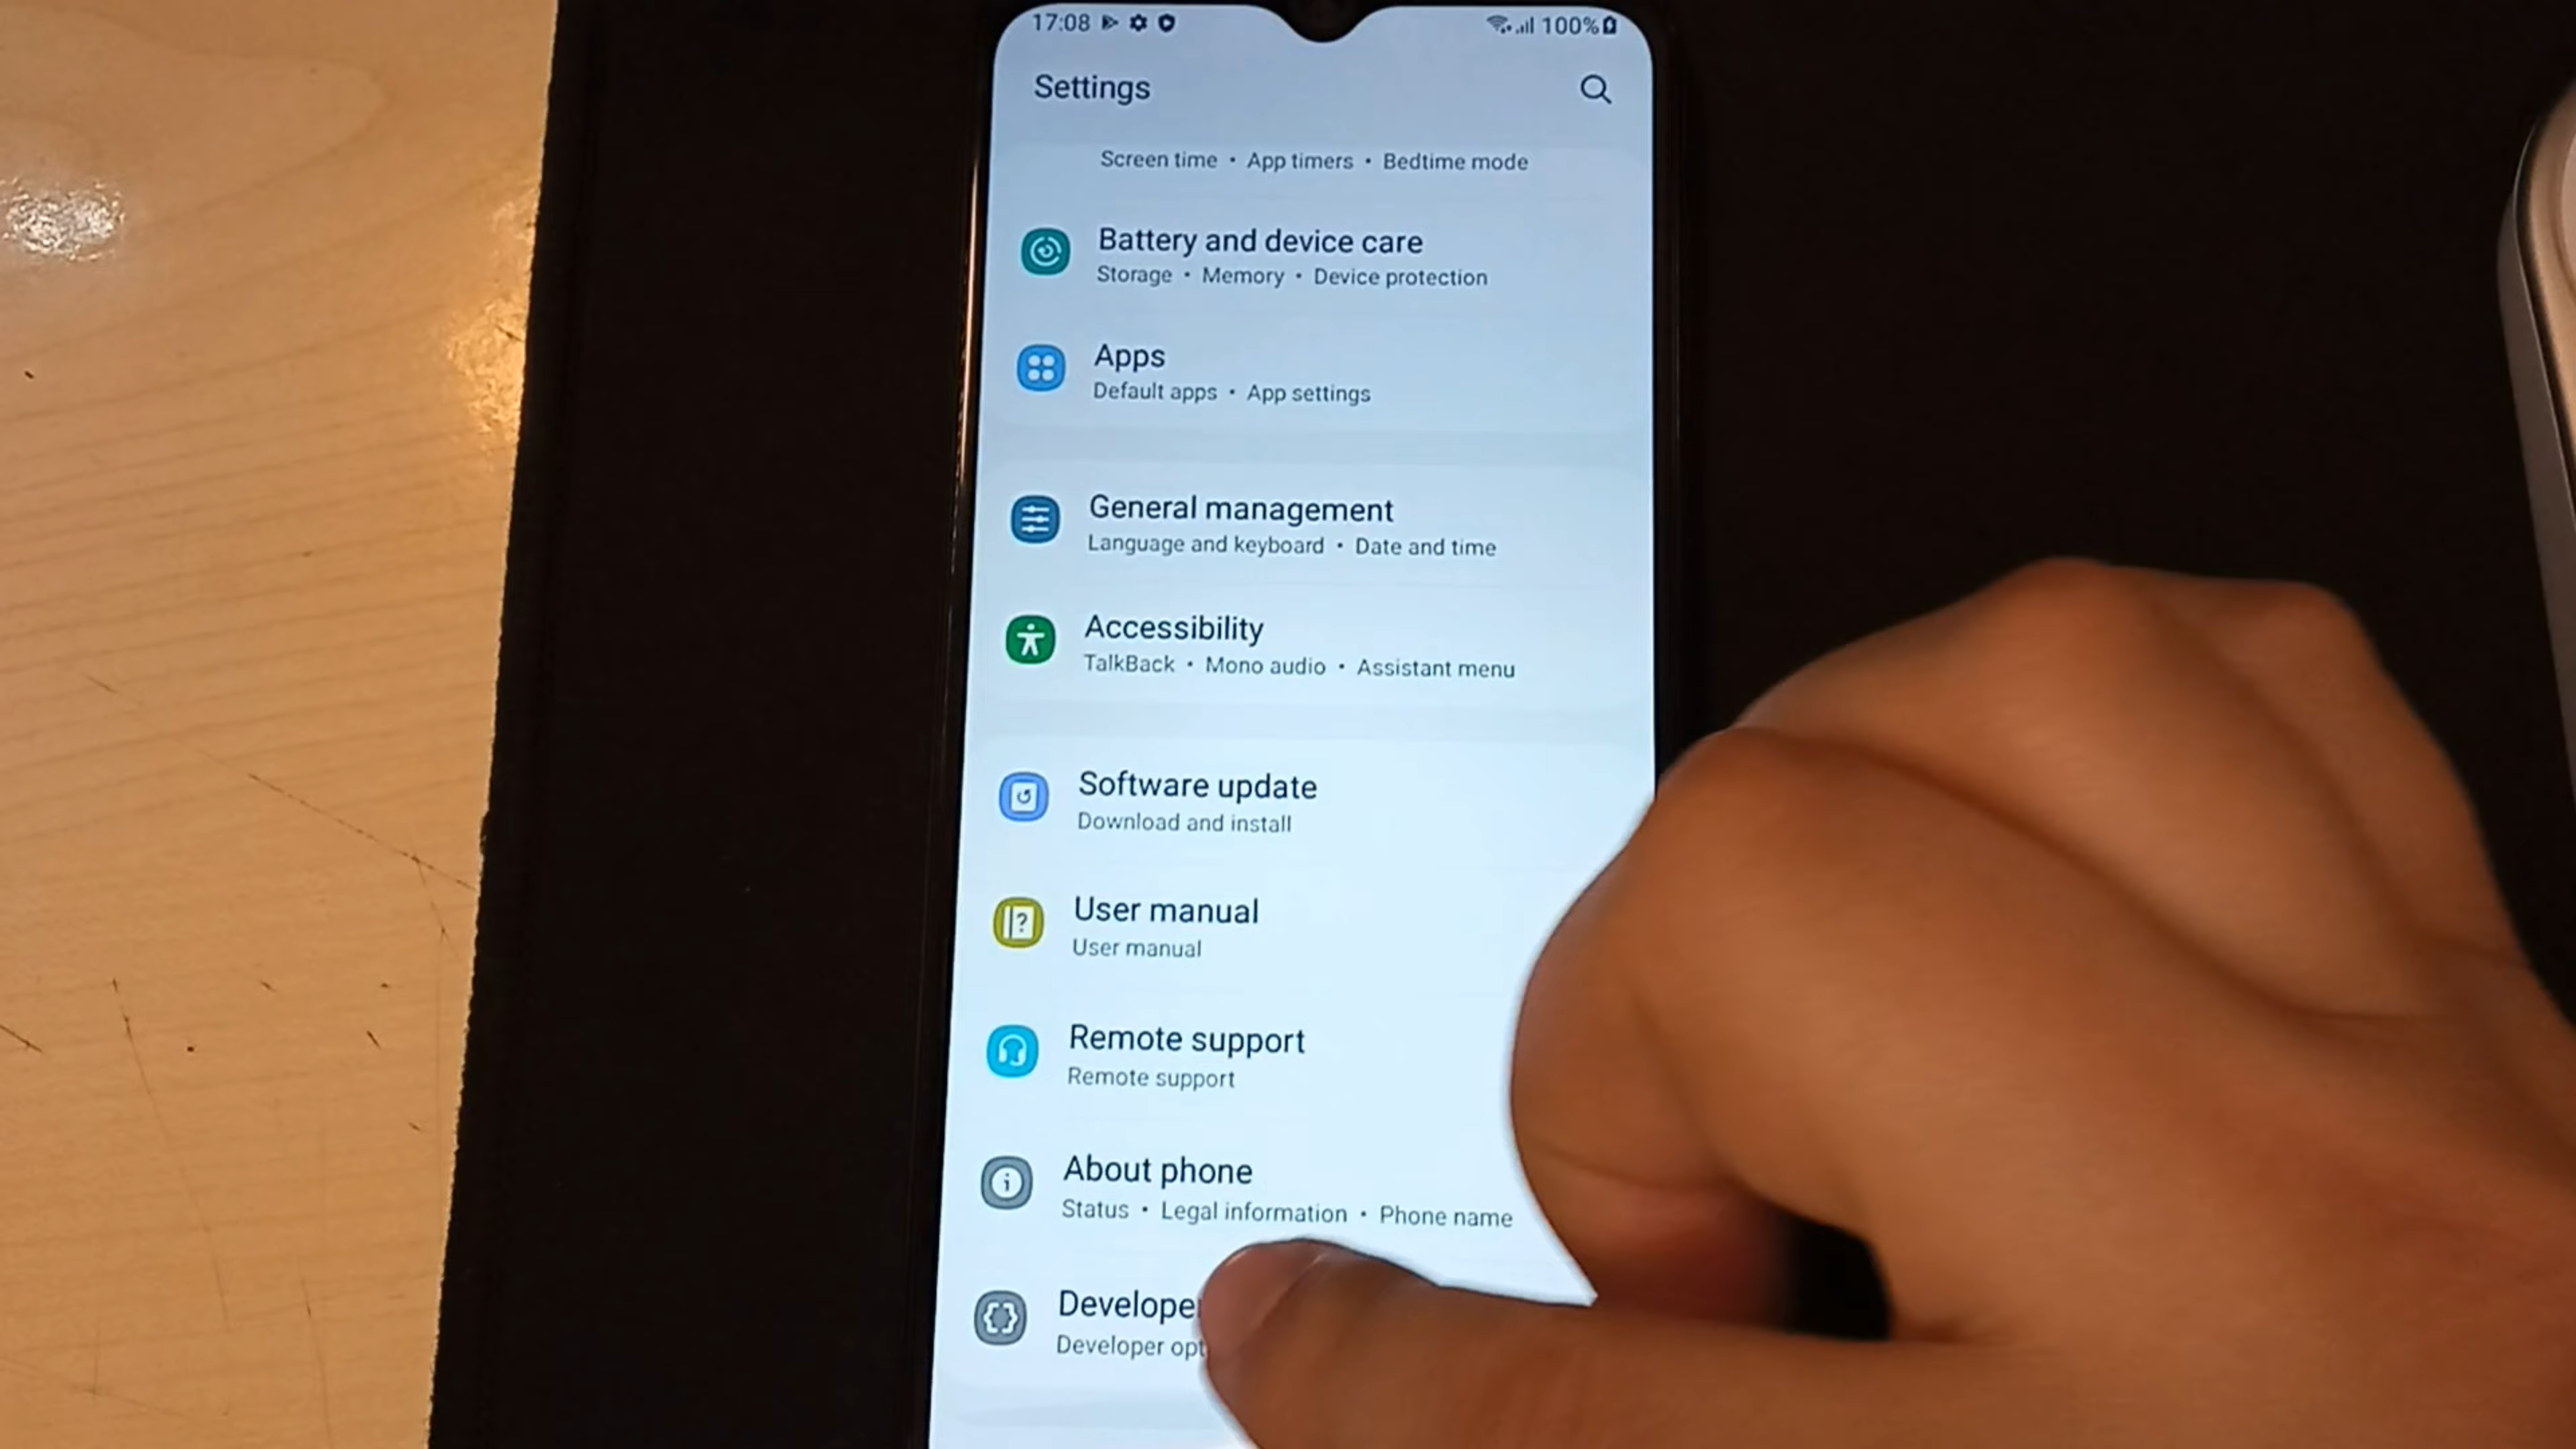 17:08
100%
Settings
Screen time • App timers • Bedtime mode
Battery and device care
Storage • Memory • Device protection
Apps
Default apps • App settings
General management
Language and keyboard • Date and time
Accessibility
TalkBack • Mono audio • Assistant menu
Software update
Download and install
User manual
User manual
Remote support
Remote support
About phone
Status • Legal information • Phone name
Developer
Developer opt